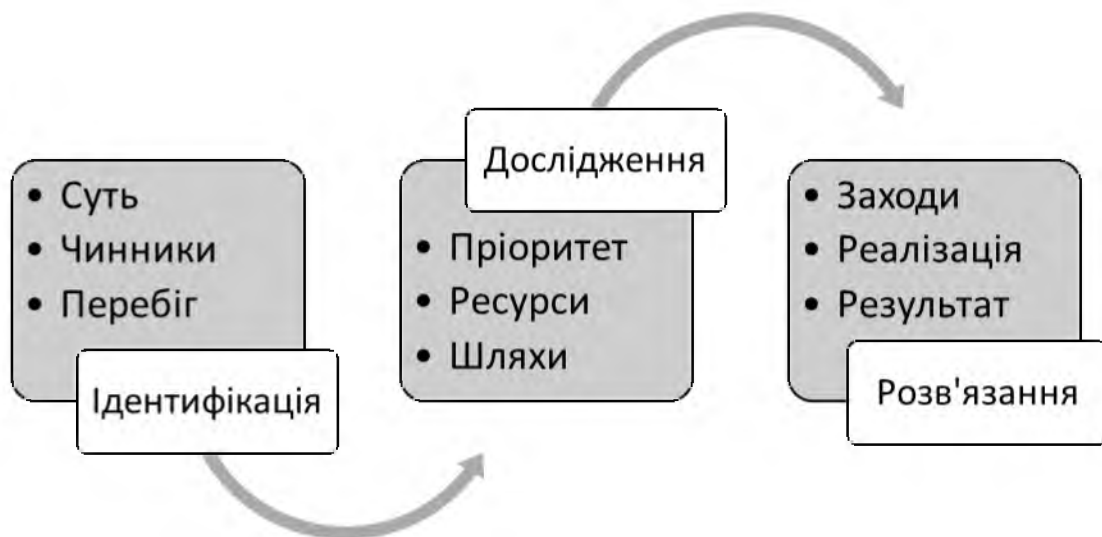 • Суть
• Чинники
• Перебіг
Ідентифікація
Дослідження
• Пріоритет
• Ресурси
• Шляхи
• Заходи
• Реалізація
• Результат
Розв'язання